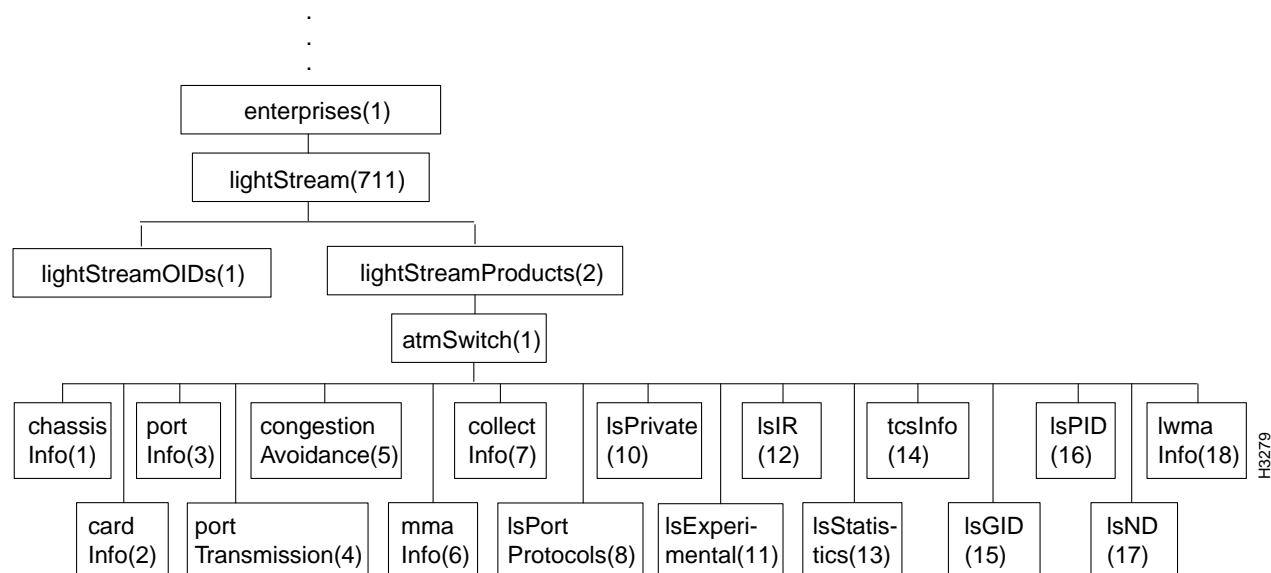 .
.
.
enterprises(1)
lightStream(711)
lightStreamOIDs(1)
lightStreamProducts(2)
atmSwitch(1)
chassis
Info(1)
port
Info(3)
congestion
Avoidance(5)
collect
Info(7)
lsPrivate
(10)
lsIR
(12)
tcsInfo
(14)
lsPID
(16)
lwma
Info(18)
card
Info(2)
port
Transmission(4)
mma
Info(6)
lsPort
Protocols(8)
lsExperi-
mental(11)
lsStatis-
tics(13)
lsGID
(15)
lsND
(17)
H3279